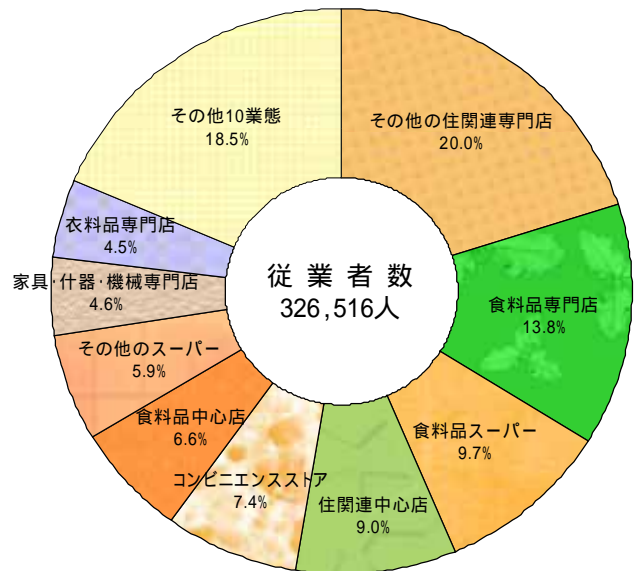 従業者数
326,516人
その他の住関連専門店
20.0%
食料品専門店
13.8%
食料品スーパー
9.7%
住関連中心店
9.0%
コンビニエンスストア
7.4%
食料品中心店
6.6%
その他のスーパー
5.9%
家具・什器・機械専門店
4.6%
衣料品専門店
4.5%
その他10業態
18.5%